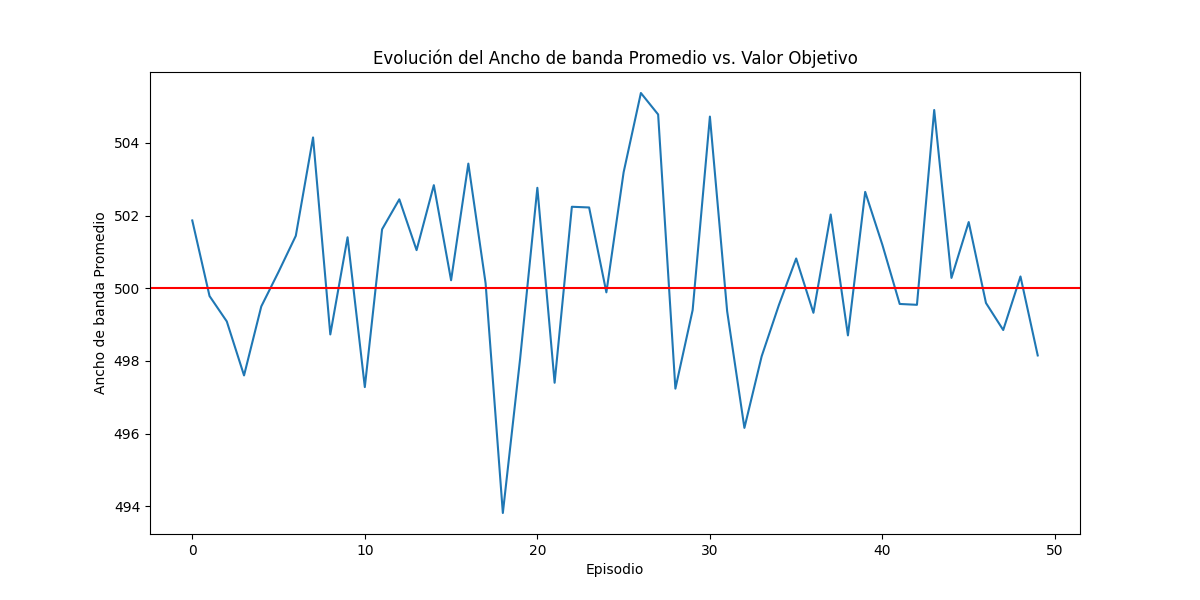 Evolución del Ancho de banda Promedio vs. Valor Objetivo
Ancho de banda Promedio
504
502
500
498
496
494
0 10 20 30 40 50
Episodio